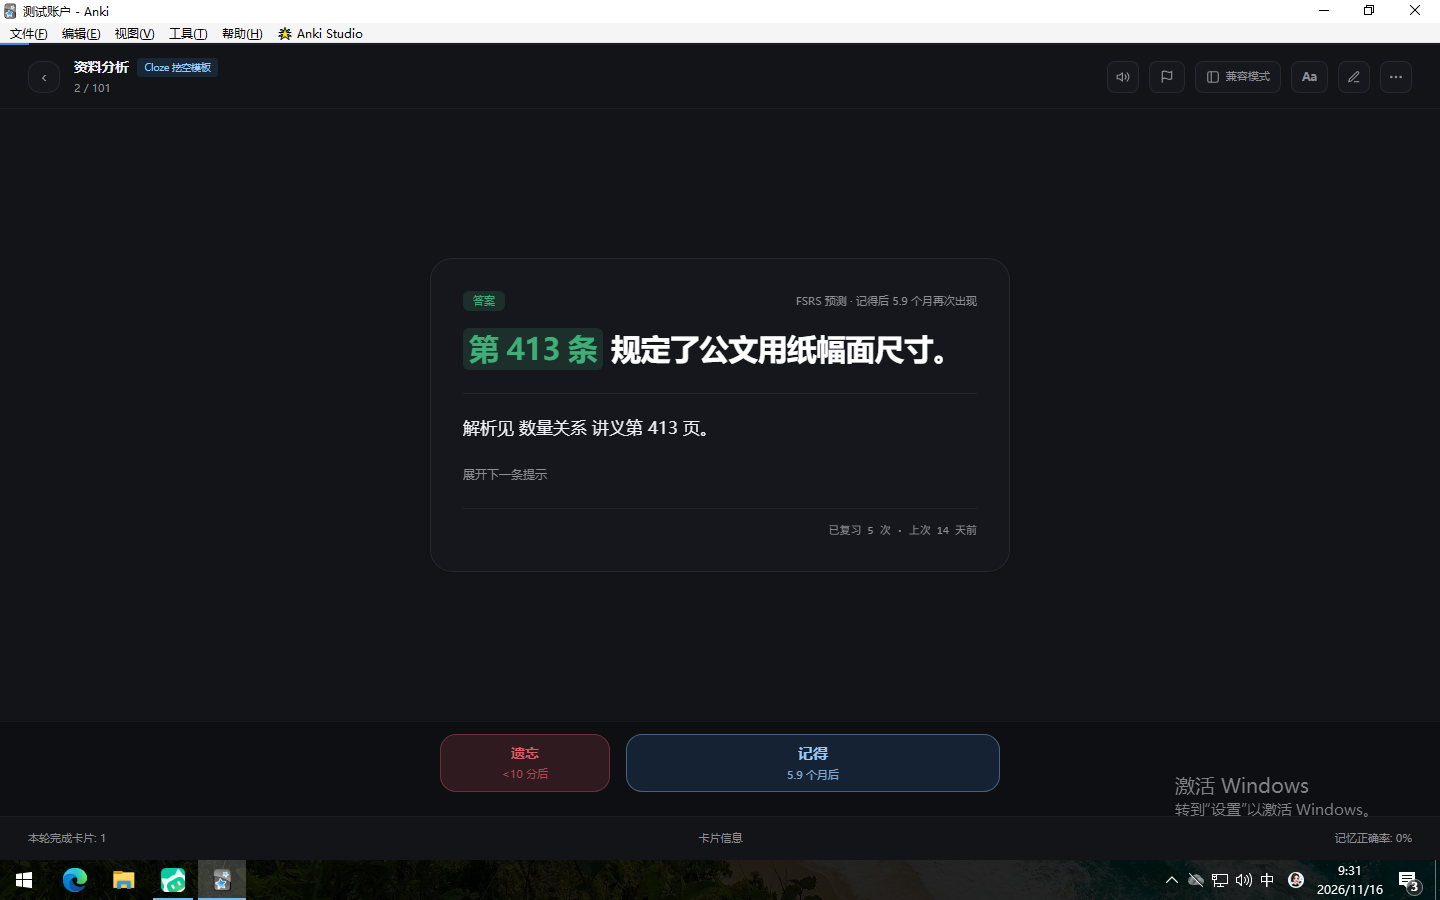 测试账户 - Anki
文件(F) 编辑(E) 视图(V) 工具(T) 帮助(H) Anki Studio
资料分析 Cloze 挖空模板
2 / 101
兼容模式 Aa
答案 FSRS 预测 · 记得后 5.9 个月再次出现
第 413 条 规定了公文用纸幅面尺寸。
解析见 数量关系 讲义第 413 页。
展开下一条提示
已复习 5 次 · 上次 14 天前
遗忘
<10 分后
记得
5.9 个月后
激活 Windows
转到“设置”以激活 Windows。
本轮完成卡片: 1 卡片信息 记忆正确率: 0%
中
9:31
2026/11/16
3